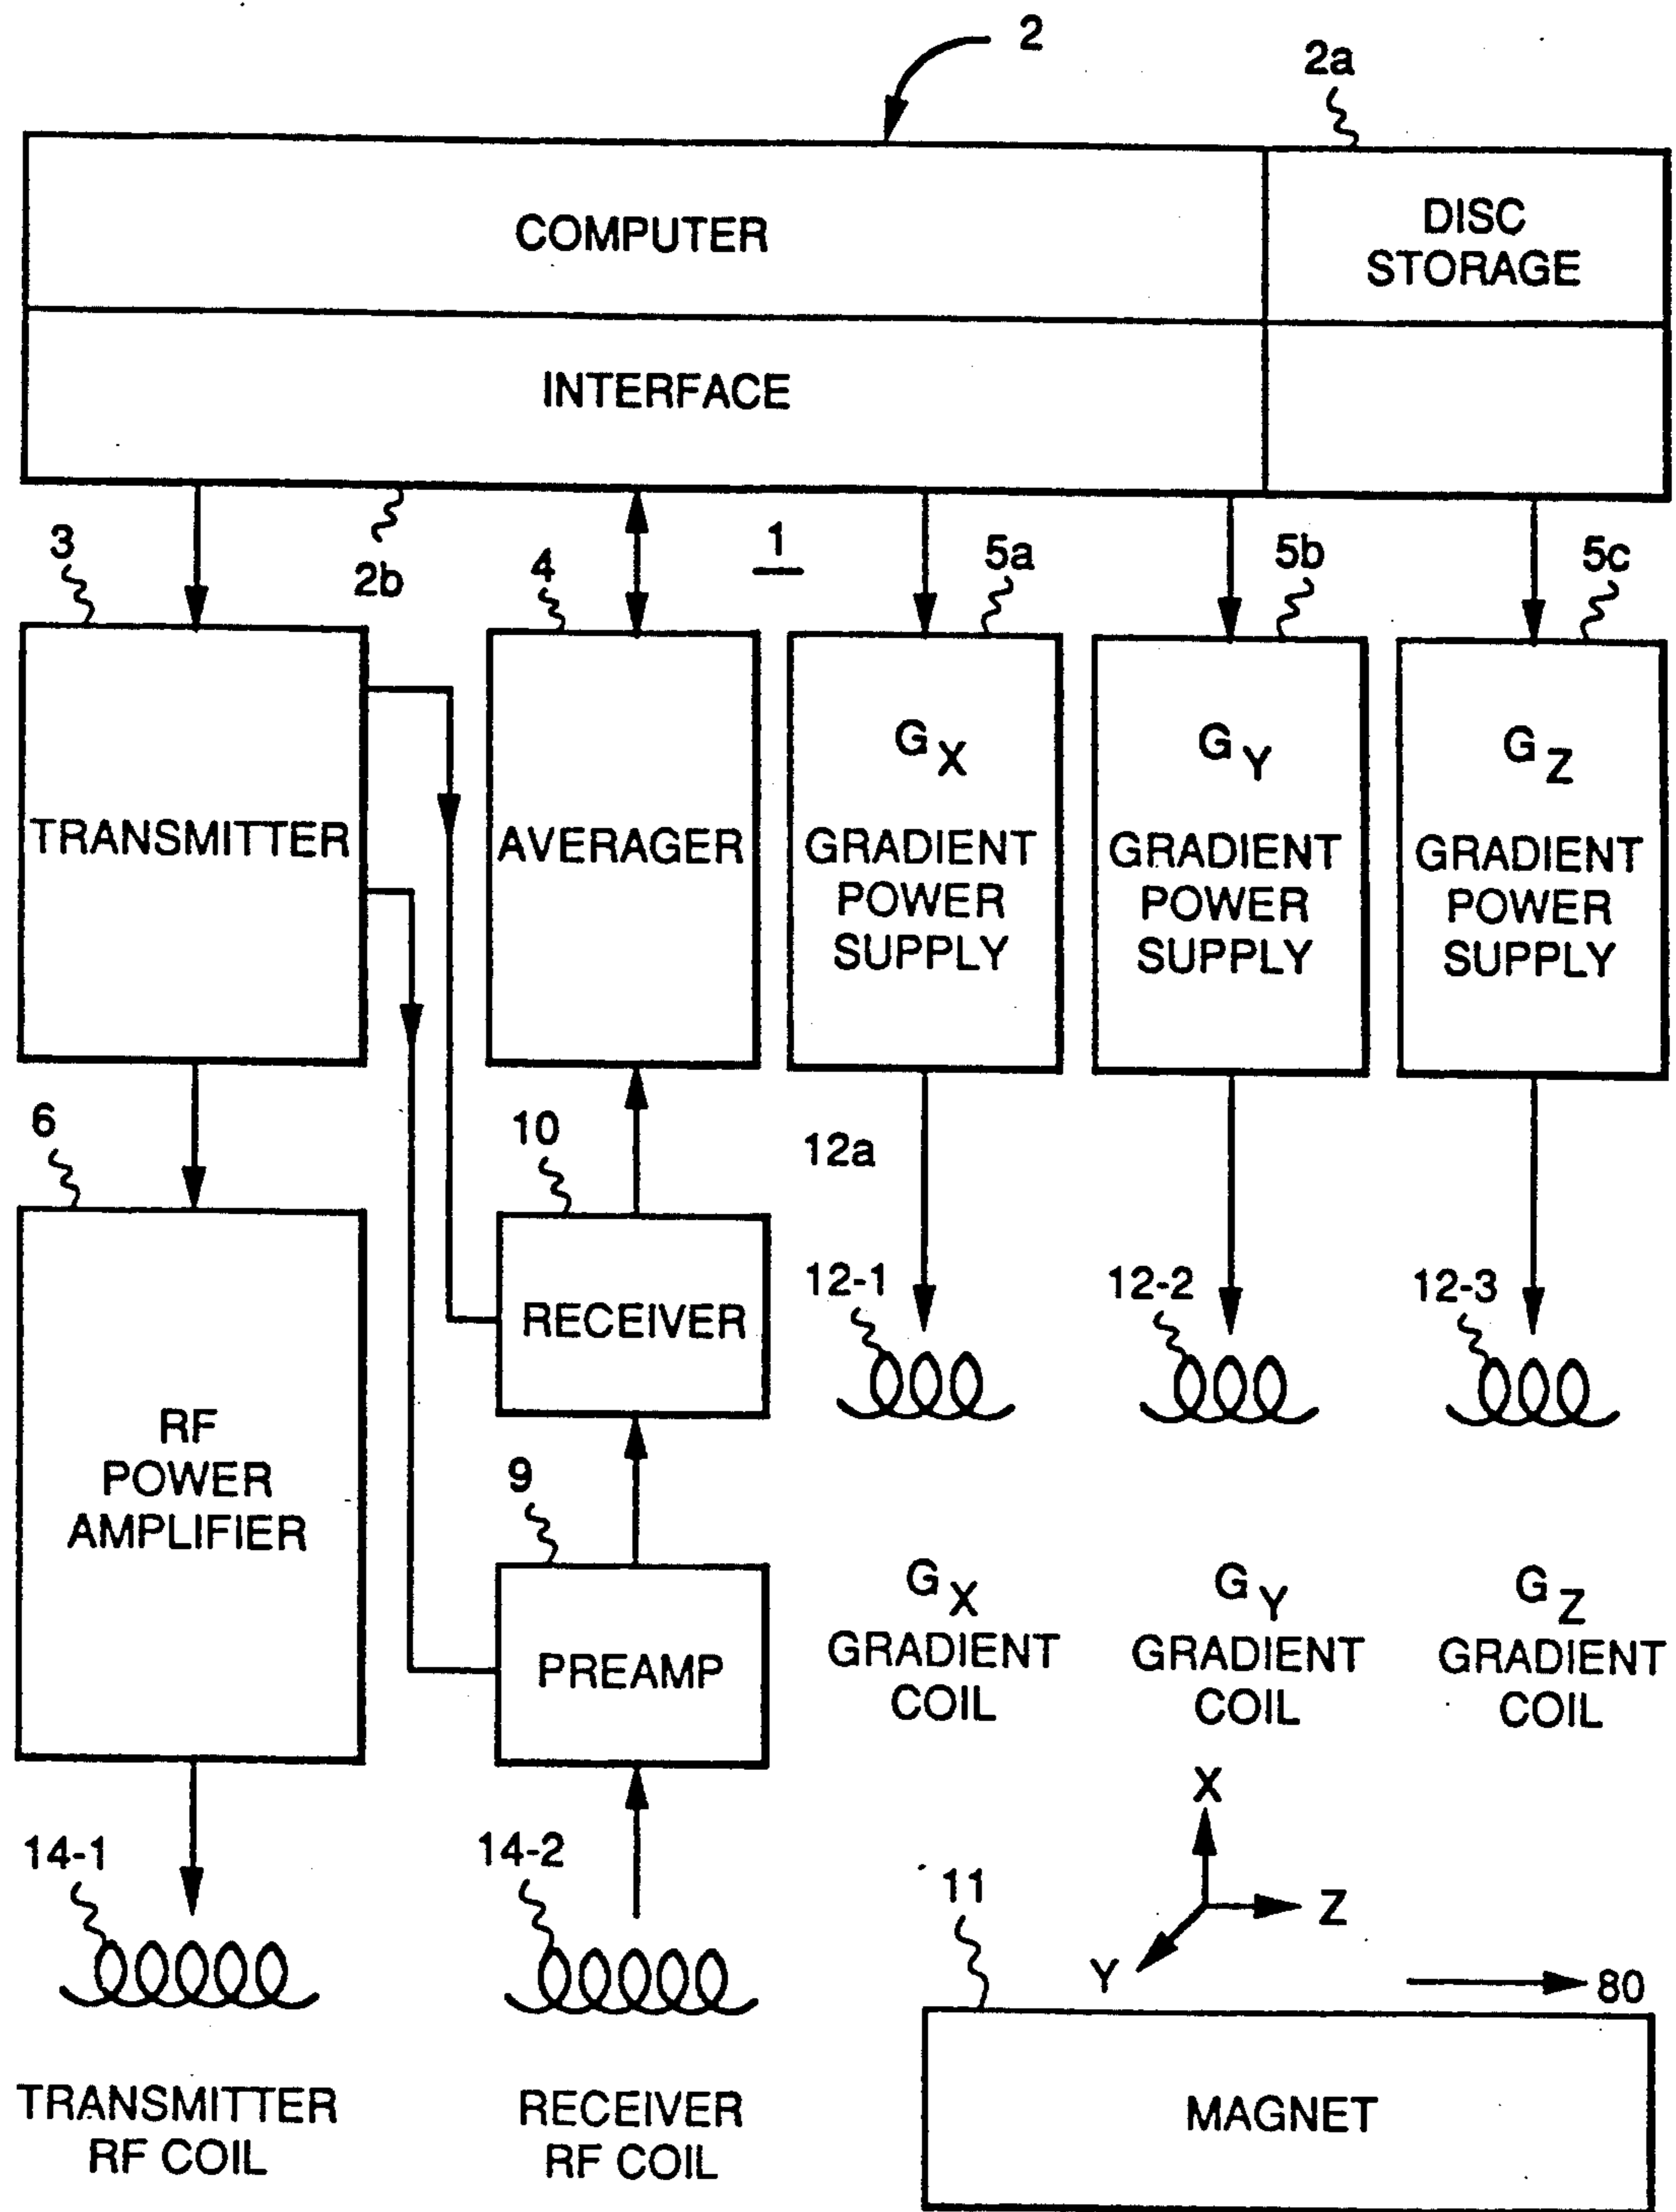 2
2a
COMPUTER
DISC
STORAGE
INTERFACE
3
2b
4
1
5a
5b
5c
TRANSMITTER
AVERAGER
G X
GRADIENT
POWER
SUPPLY
G Y
GRADIENT
POWER
SUPPLY
G Z
GRADIENT
POWER
SUPPLY
6
10
12a
12-1
12-2
12-3
RECEIVER
RF
POWER
AMPLIFIER
9
PREAMP
G X
GRADIENT
COIL
G Y
GRADIENT
COIL
G Z
GRADIENT
COIL
14-1
14-2
11
X
Z
Y
80
TRANSMITTER
RF COIL
RECEIVER
RF COIL
MAGNET